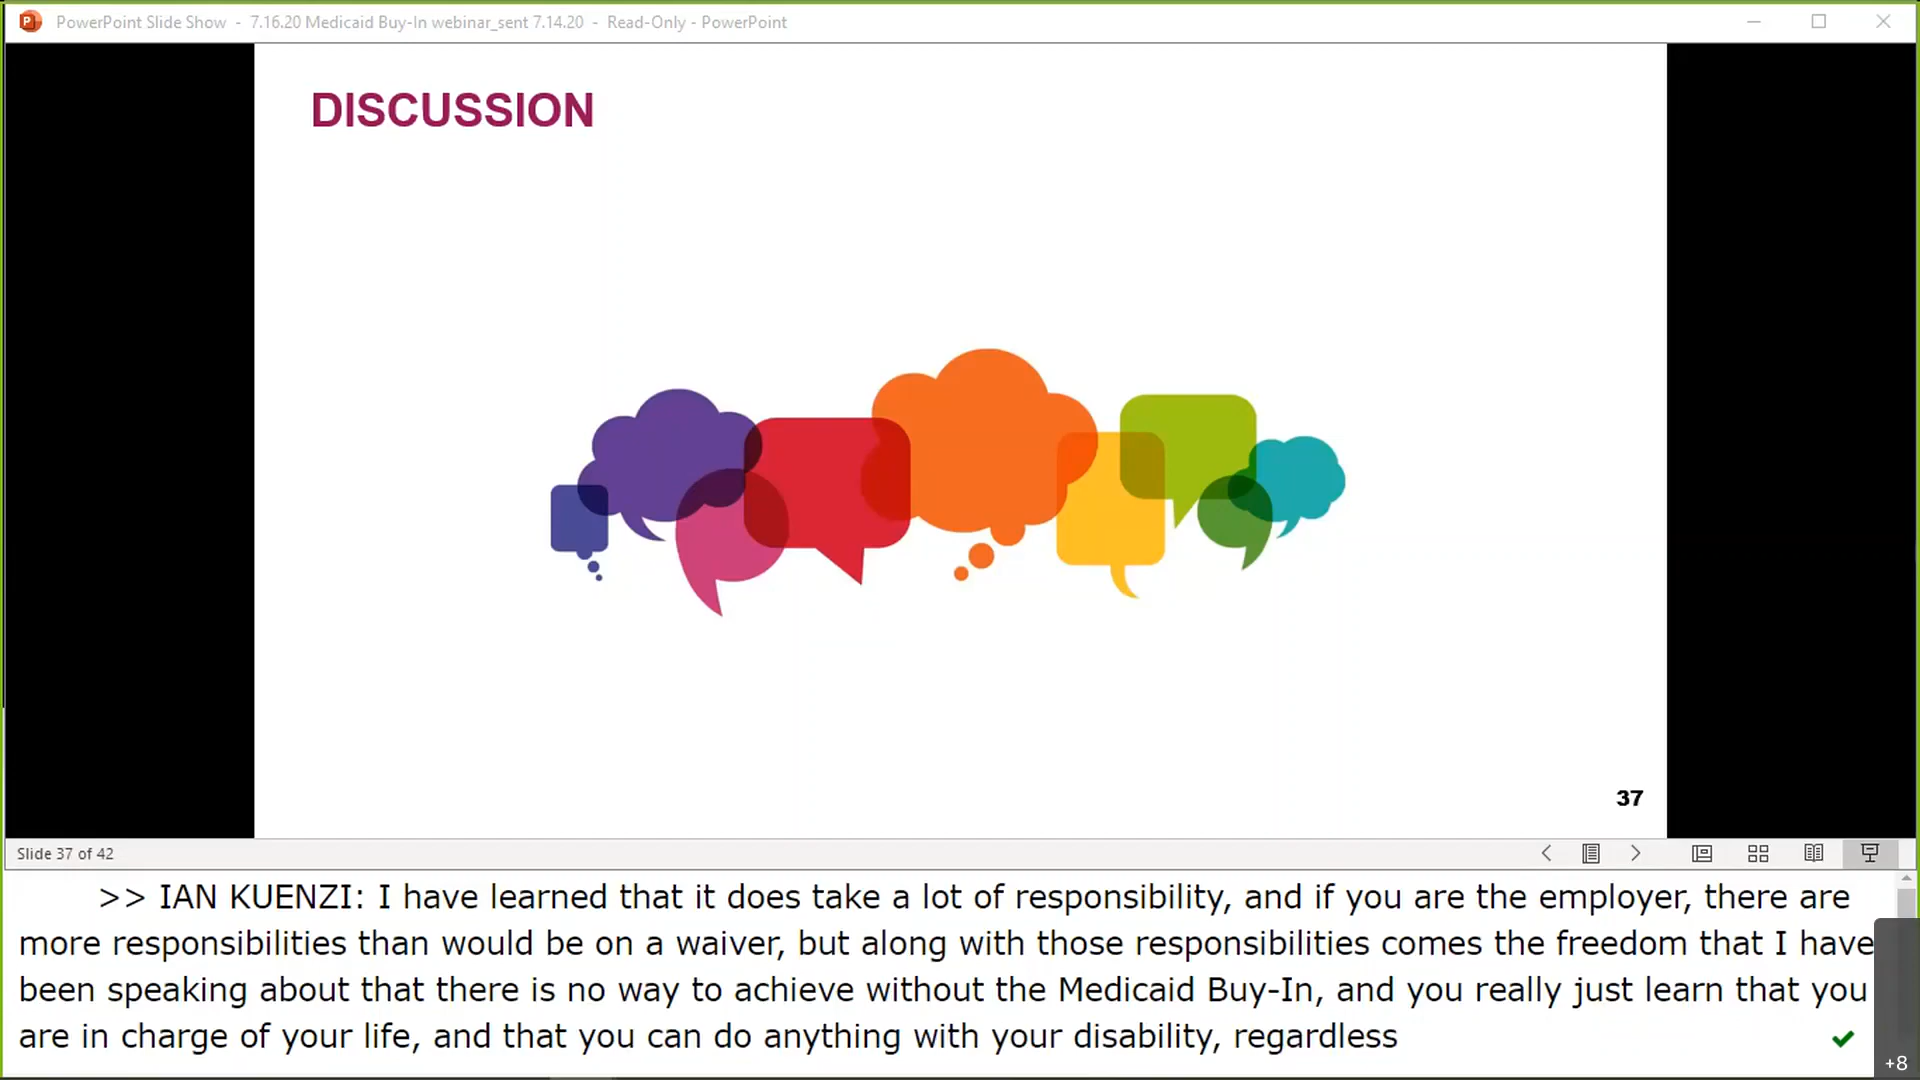 PowerPoint Slide Show - 7.16.20 Medicaid Buy-In webinar_sent 7.14.20 - Read-Only - PowerPoint
DISCUSSION
37
Slide 37 of 42
>> IAN KUENZI: I have learned that it does take a lot of responsibility, and if you are the employer, there are
more responsibilities than would be on a waiver, but along with those responsibilities comes the freedom that I have
been speaking about that there is no way to achieve without the Medicaid Buy-In, and you really just learn that you
are in charge of your life, and that you can do anything with your disability, regardless
+8